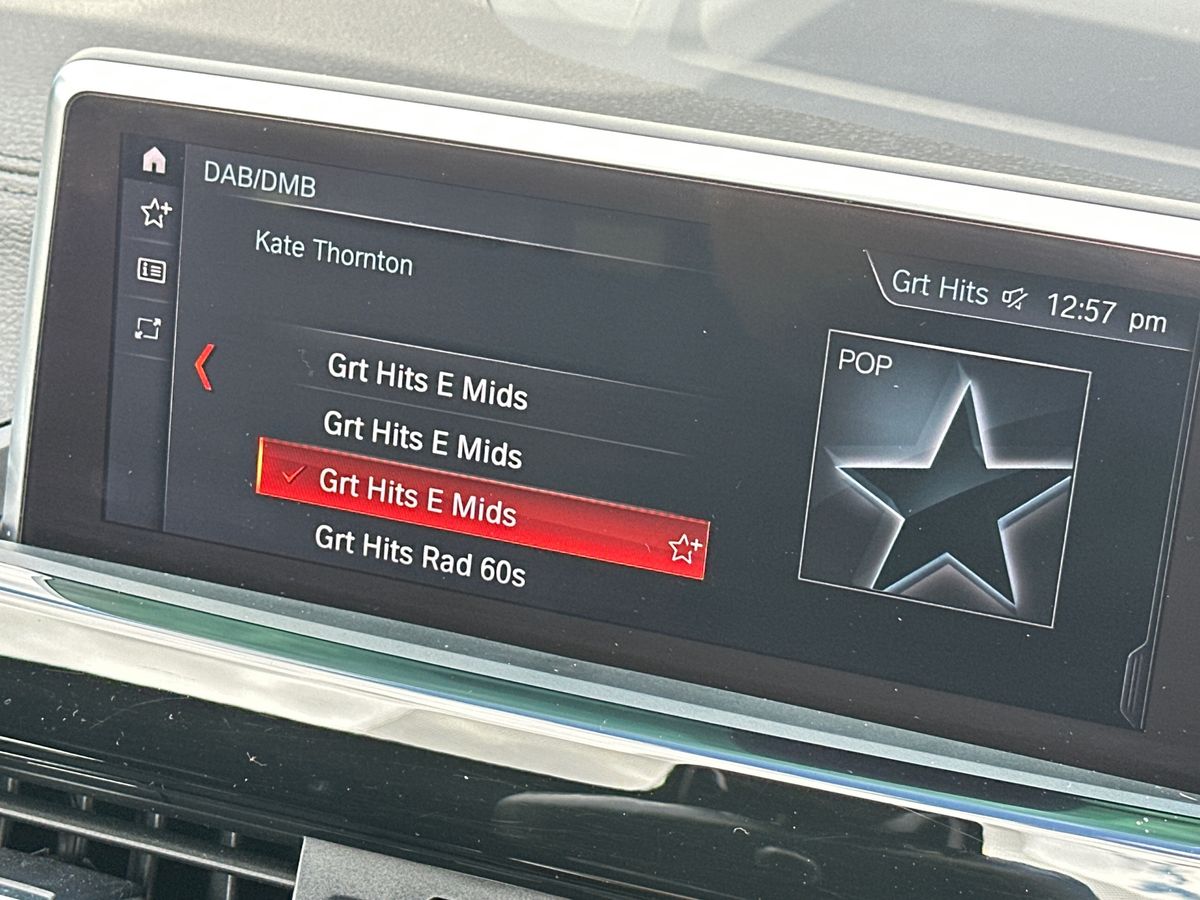 DAB/DMB
Kate Thornton
Grt Hits 12:57 pm
Grt Hits E Mids
Grt Hits E Mids
Grt Hits E Mids
Grt Hits Rad 60s
POP